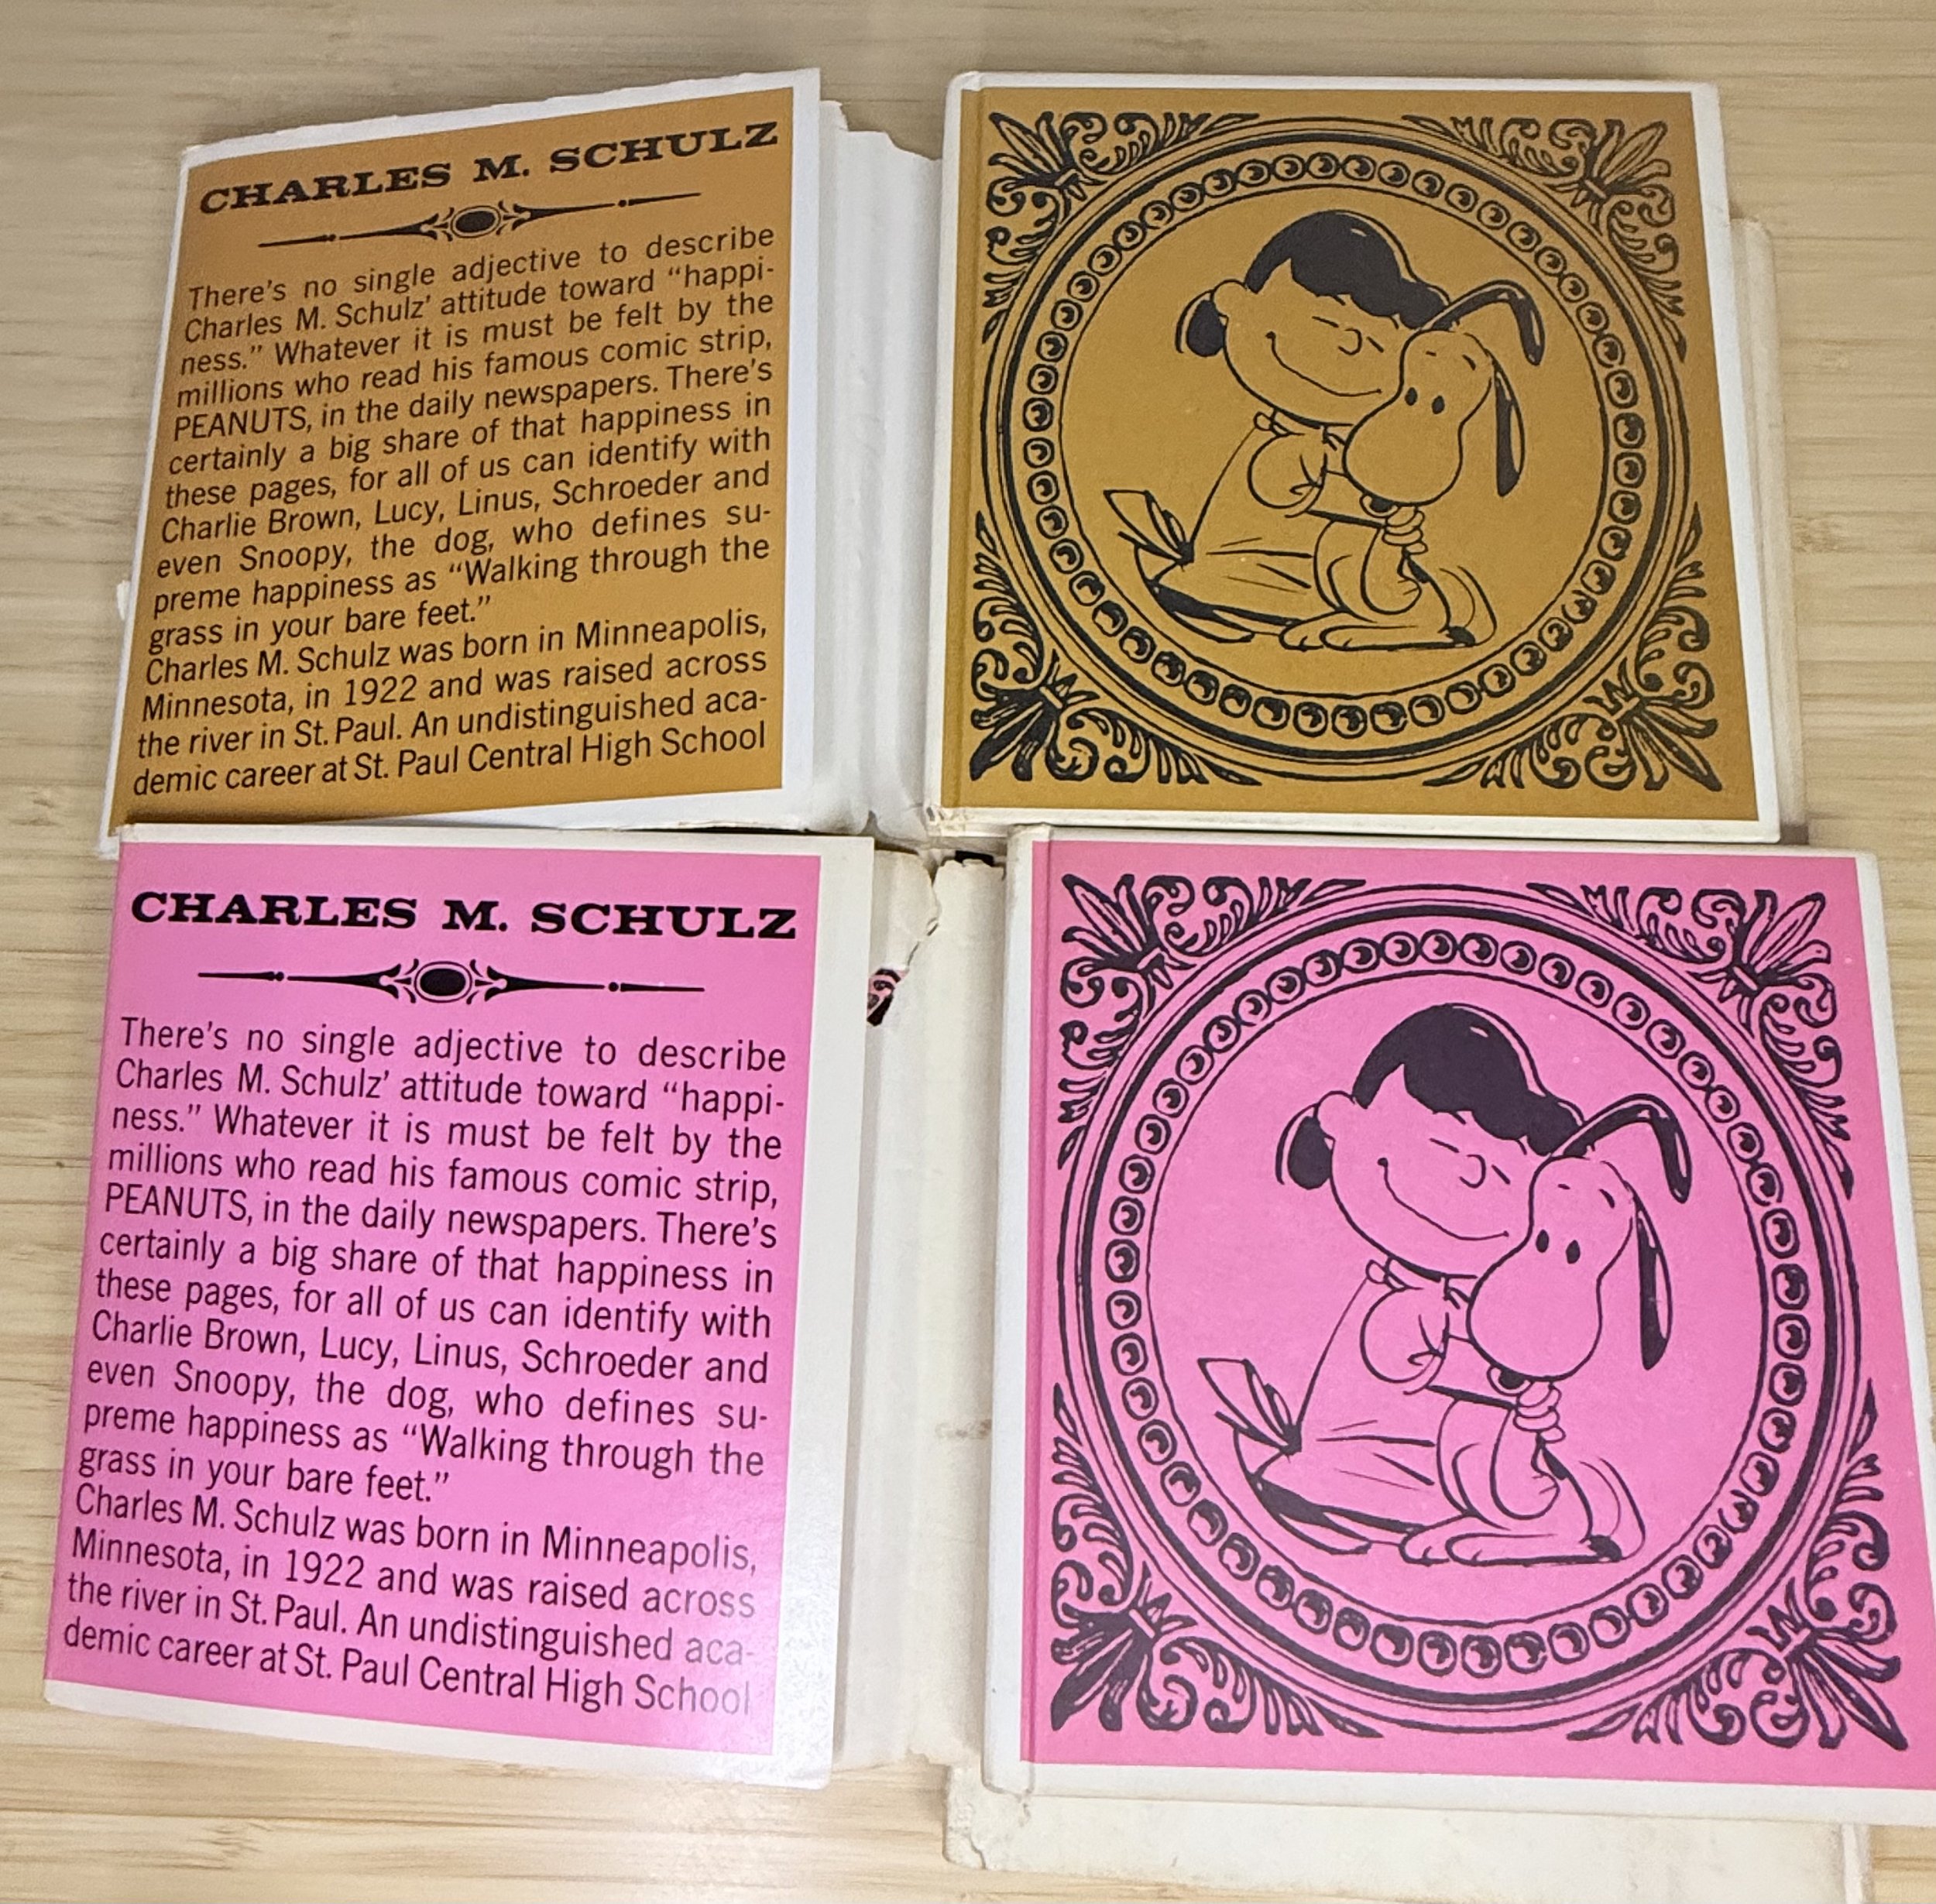 CHARLES M. SCHULZ
There's no single adjective to describe
Charles M. Schulz' attitude toward “happi-
ness.” Whatever it is must be felt by the
millions who read his famous comic strip,
PEANUTS, in the daily newspapers. There's
certainly a big share of that happiness in
these pages, for all of us can identify with
Charlie Brown, Lucy, Linus, Schroeder and
even Snoopy, the dog, who defines su-
preme happiness as “Walking through the
grass in your bare feet.”
Charles M. Schulz was born in Minneapolis,
Minnesota, in 1922 and was raised across
the river in St. Paul. An undistinguished aca-
demic career at St. Paul Central High School
CHARLES M. SCHULZ
There's no single adjective to describe
Charles M. Schulz' attitude toward “happi-
ness.” Whatever it is must be felt by the
millions who read his famous comic strip,
PEANUTS, in the daily newspapers. There's
certainly a big share of that happiness in
these pages, for all of us can identify with
Charlie Brown, Lucy, Linus, Schroeder and
even Snoopy, the dog, who defines su-
preme happiness as “Walking through the
grass in your bare feet.”
Charles M. Schulz was born in Minneapolis,
Minnesota, in 1922 and was raised across
the river in St. Paul. An undistinguished aca-
demic career at St. Paul Central High School